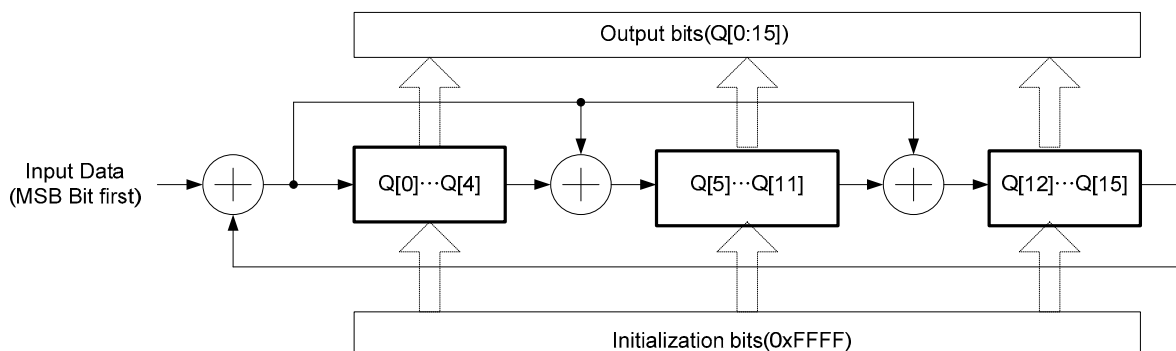 Output bits(Q[0:15])
Input Data
(MSB Bit first)
Q[0]⋯Q[4]
Q[5]⋯Q[11]
Q[12]⋯Q[15]
Initialization bits(0xFFFF)